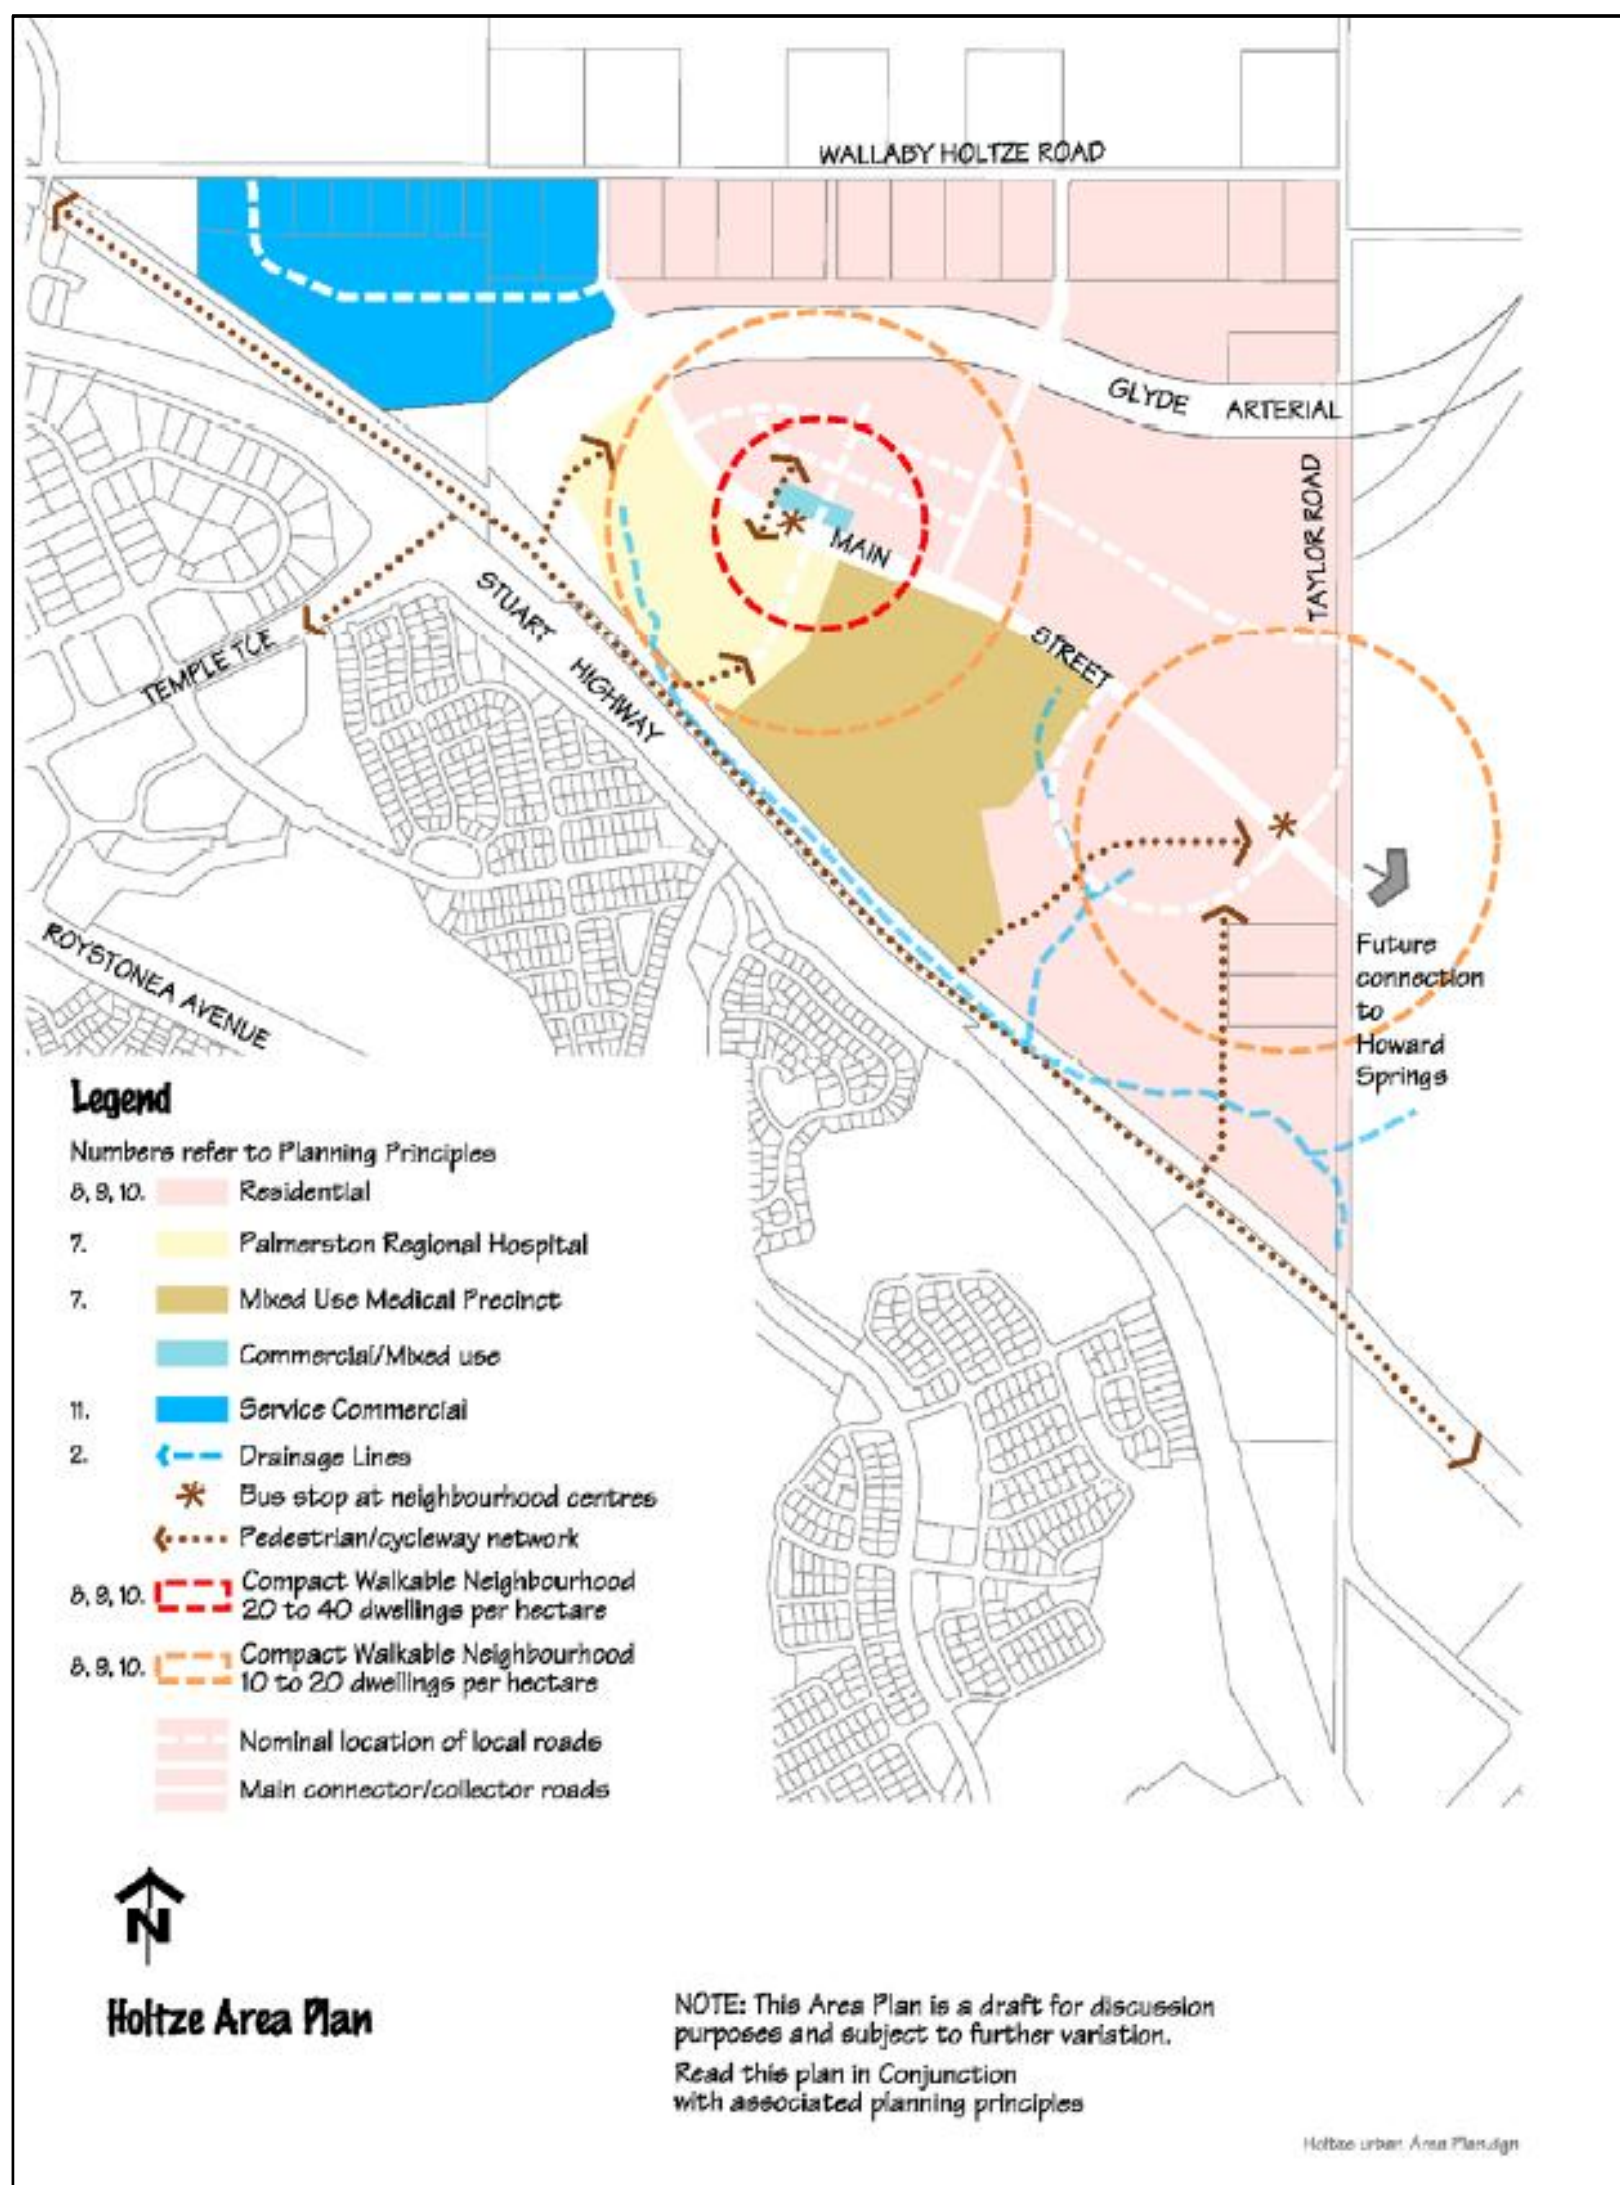 WALLABY HOLTZE ROAD
GLYDE ARTERIAL
TAYLOR ROAD
MAIN STREET
STUART HIGHWAY
TEMPLE TCE
ROYSTONEA AVENUE
Future
connection
to
Howard
Springs
Legend
Numbers refer to Planning Principles
8, 9, 10. Residential
7. Palmerston Regional Hospital
7. Mixed Use Medical Precinct
Commercial/Mixed use
11. Service Commercial
2. Drainage Lines
Bus stop at neighbourhood centres
Pedestrian/cycleway network
8, 9, 10. Compact Walkable Neighbourhood
20 to 40 dwellings per hectare
8, 9, 10. Compact Walkable Neighbourhood
10 to 20 dwellings per hectare
Nominal location of local roads
Main connector/collector roads
N
Holtze Area Plan
NOTE: This Area Plan is a draft for discussion
purposes and subject to further variation.
Read this plan in Conjunction
with associated planning principles
Holtze urban Area Plan.dgn